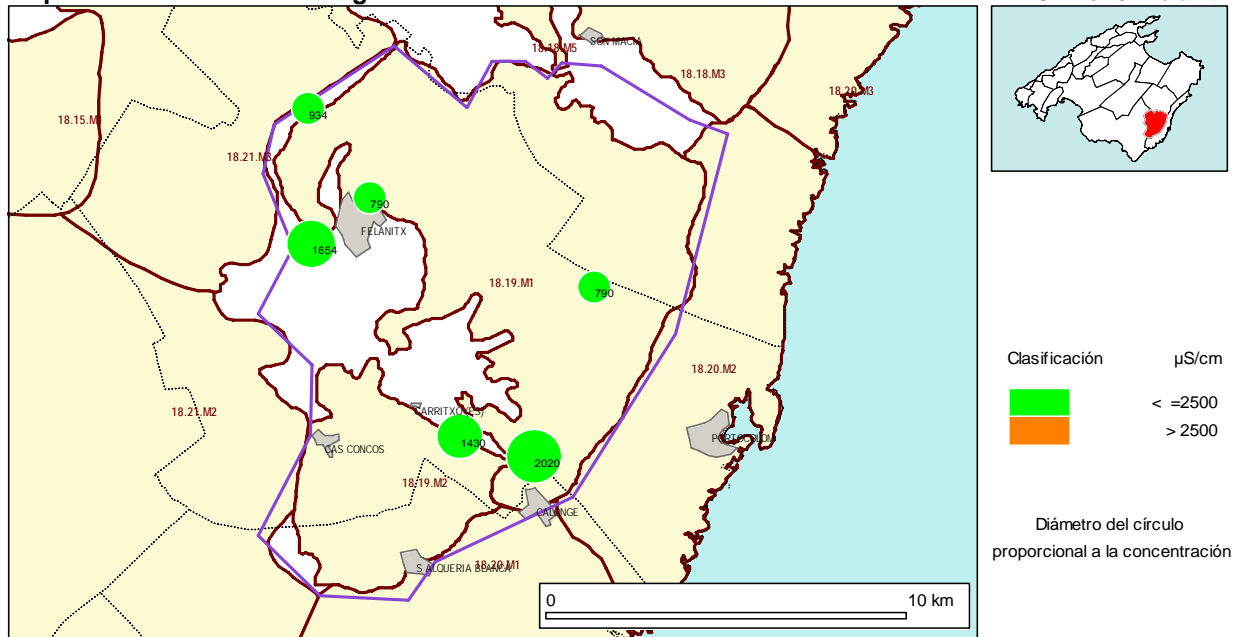 SON MACIA
18.18.M5
18.18.M3
18.20.M3
934
18.15.M1
18.21.M3
790
FELANITX
1654
18.19.M1
790
18.20.M2
Clasificación µS/cm
< =2500
> 2500
18.21.M2
1430
PORTOCOLOM
CAS CONCOS
2020
18.19.M2
CALONGE
Diámetro del círculo
proporcional a la concentración
S ALQUERIA BLANCA
18.20.M1
0 10 km